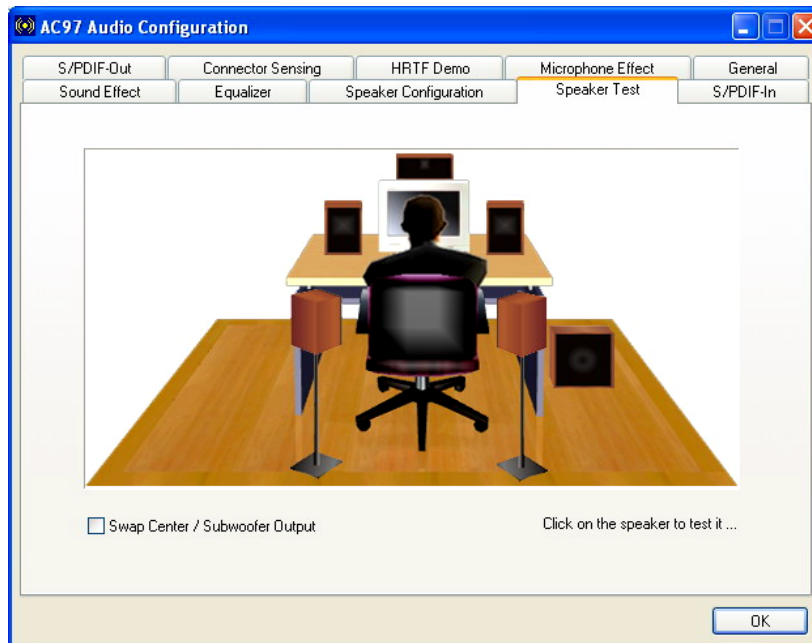 AC97 Audio Configuration
S/PDIF-Out Connector Sensing HRTF Demo Microphone Effect General
Sound Effect Equalizer Speaker Configuration Speaker Test S/PDIF-In
Swap Center / Subwoofer Output Click on the speaker to test it ...
OK